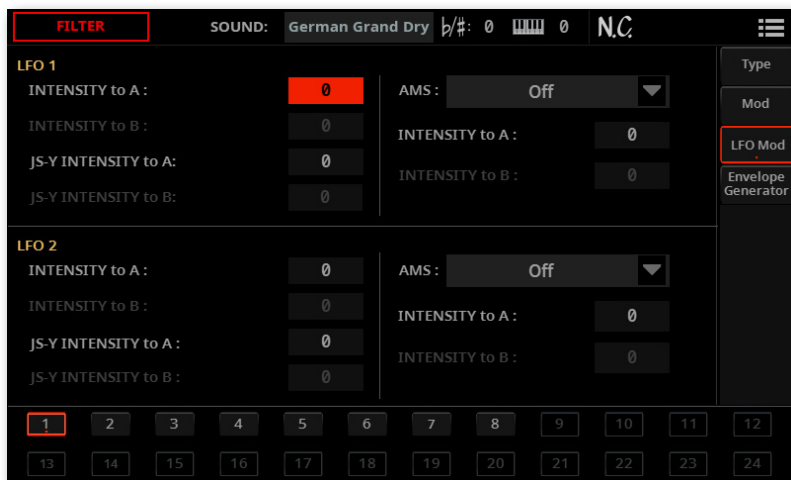 FILTER SOUND: German Grand Dry b/#: 0 0 N.C.
LFO 1
INTENSITY to A : 0
INTENSITY to B : 0
JS-Y INTENSITY to A: 0
JS-Y INTENSITY to B: 0
AMS : Off
INTENSITY to A : 0
INTENSITY to B : 0
LFO 2
INTENSITY to A : 0
INTENSITY to B : 0
JS-Y INTENSITY to A : 0
JS-Y INTENSITY to B : 0
AMS : Off
INTENSITY to A : 0
INTENSITY to B : 0
Type
Mod
LFO Mod
Envelope
Generator
1 2 3 4 5 6 7 8 9 10 11 12
13 14 15 16 17 18 19 20 21 22 23 24